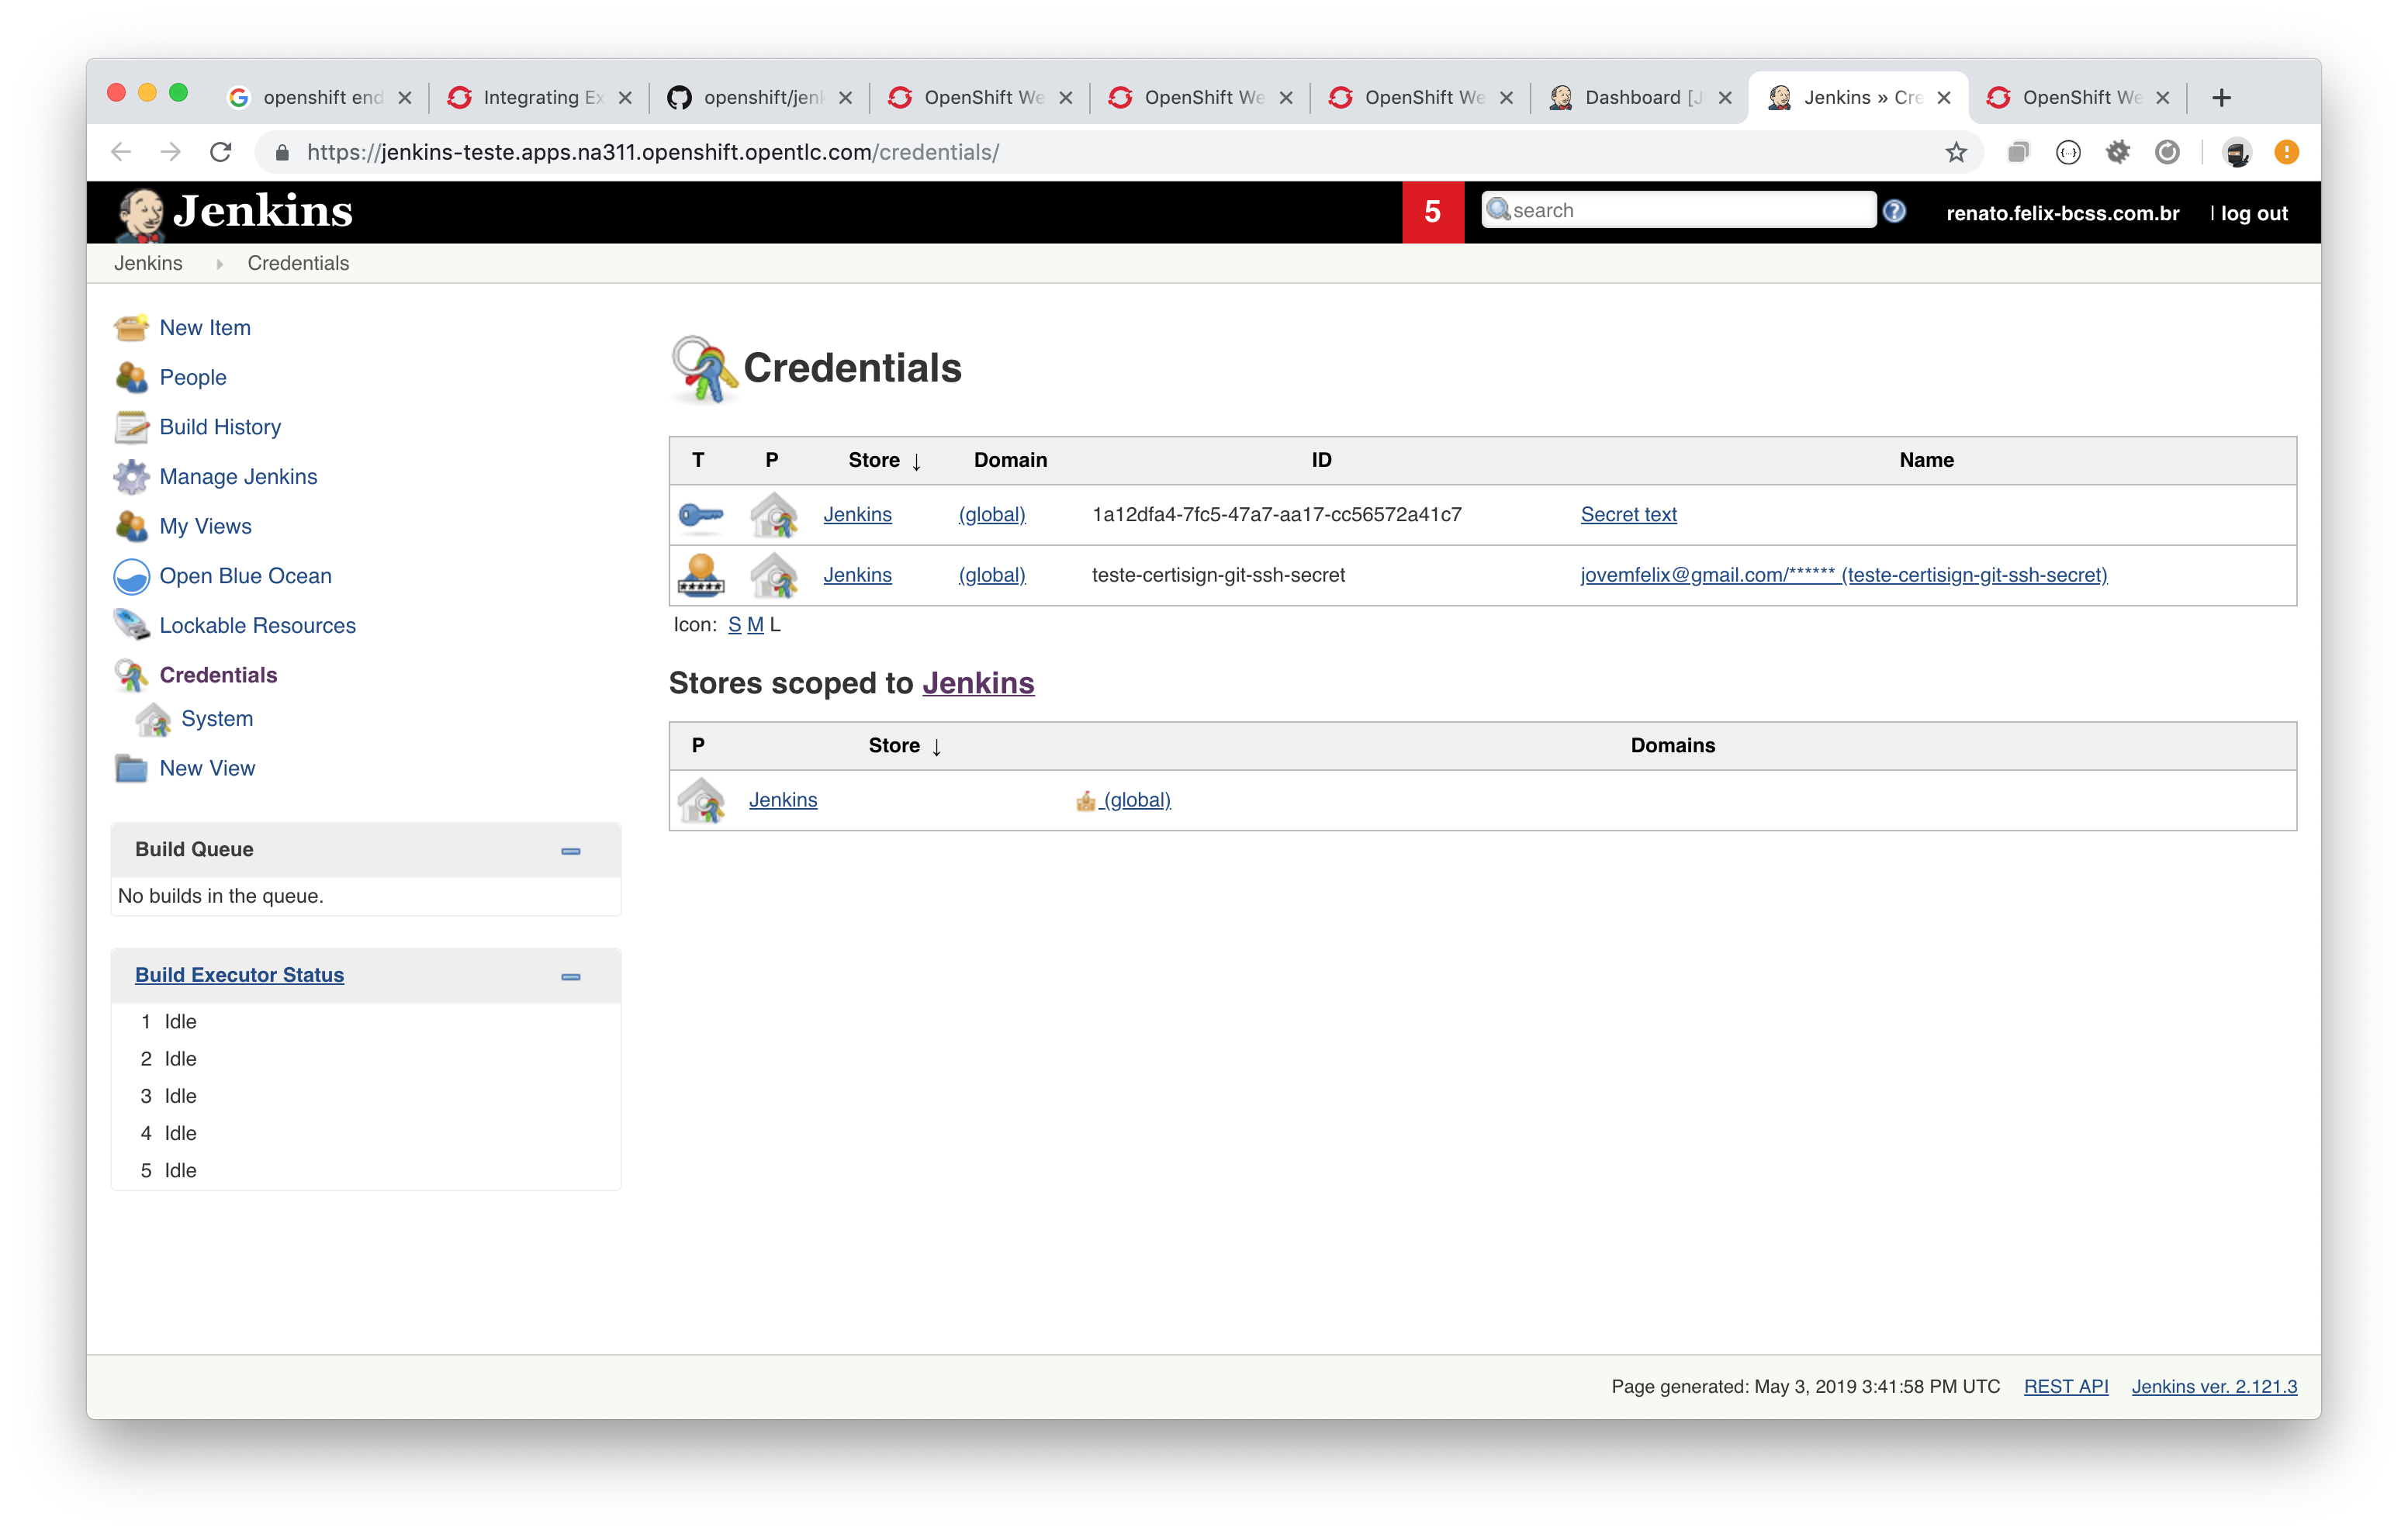 openshift end
Integrating Ex
openshift/jenk
OpenShift We
OpenShift We
OpenShift We
Dashboard [J
Jenkins » Cre
OpenShift We
https://jenkins-teste.apps.na311.openshift.opentlc.com/credentials/
Jenkins
5
search
renato.felix-bcss.com.br
| log out
Jenkins
Credentials
New Item
People
Build History
Manage Jenkins
My Views
Open Blue Ocean
Lockable Resources
Credentials
System
New View
Build Queue
No builds in the queue.
Build Executor Status
1 Idle
2 Idle
3 Idle
4 Idle
5 Idle
Credentials
T P Store ↓ Domain ID Name
Jenkins (global) 1a12dfa4-7fc5-47a7-aa17-cc56572a41c7 Secret text
Jenkins (global) teste-certisign-git-ssh-secret jovemfelix@gmail.com/****** (teste-certisign-git-ssh-secret)
Icon: S M L
Stores scoped to Jenkins
P Store ↓ Domains
Jenkins (global)
Page generated: May 3, 2019 3:41:58 PM UTC REST API Jenkins ver. 2.121.3